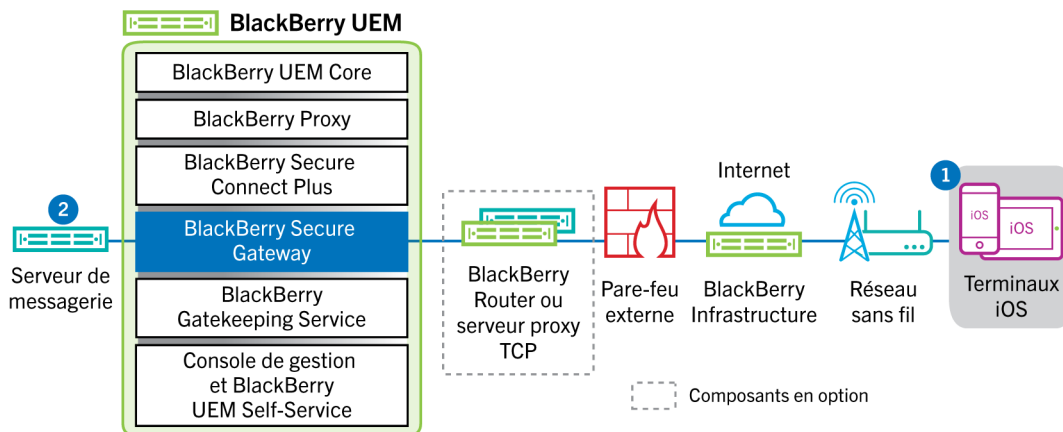 BlackBerry UEM
BlackBerry UEM Core
BlackBerry Proxy
BlackBerry Secure
Connect Plus
BlackBerry Secure
Gateway
BlackBerry
Gatekeeping Service
Console de gestion
et BlackBerry
UEM Self-Service
2
Serveur de
messagerie
BlackBerry
Router ou
serveur proxy
TCP
Pare-feu
externe
Internet
BlackBerry
Infrastructure
Réseau
sans fil
1
iOS
iOS
Terminaux
iOS
Composants en option